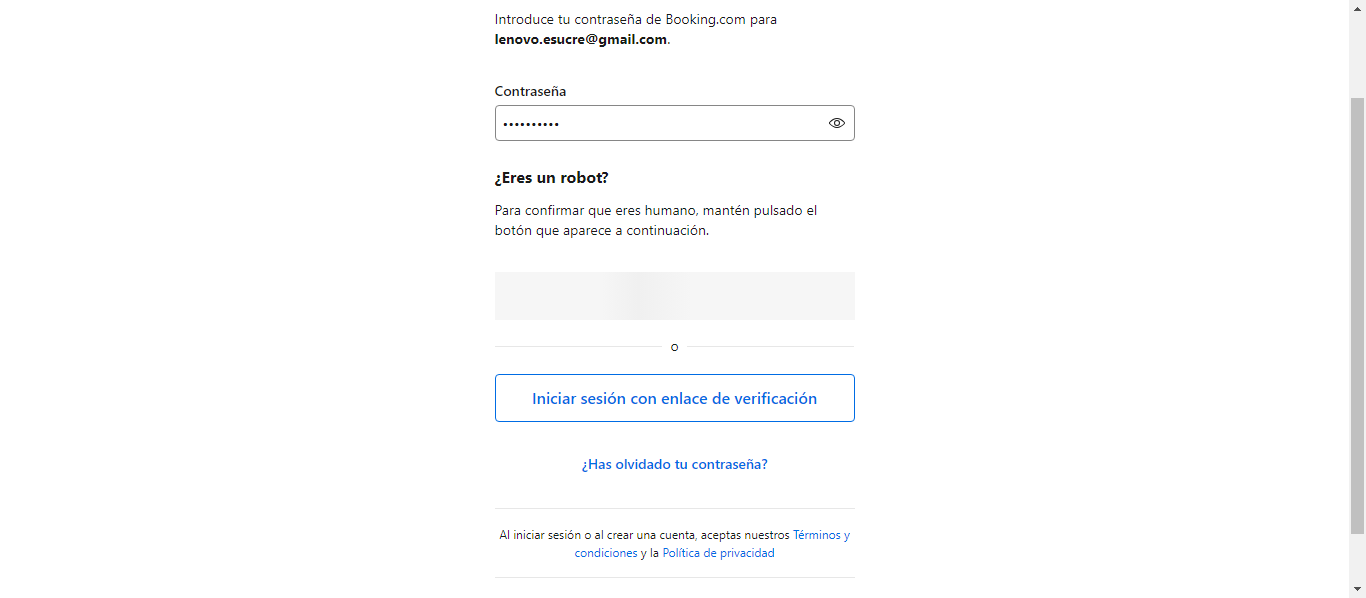 Introduce tu contraseña de Booking.com para
lenovo.esucre@gmail.com.
Contraseña
••••••••••
¿Eres un robot?
Para confirmar que eres humano, mantén pulsado el
botón que aparece a continuación.
o
Iniciar sesión con enlace de verificación
¿Has olvidado tu contraseña?
Al iniciar sesión o al crear una cuenta, aceptas nuestros Términos y
condiciones y la Política de privacidad